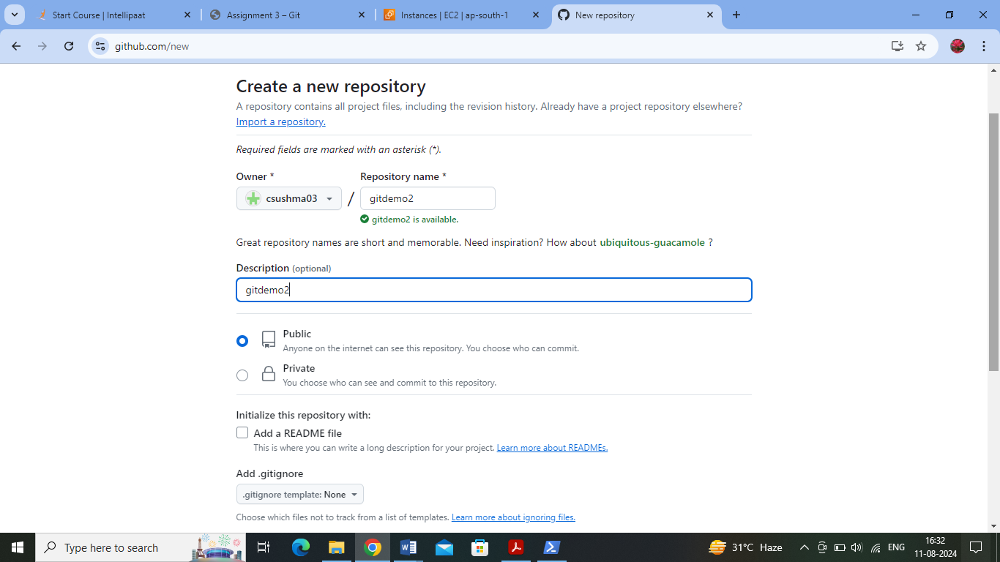 Start Course | Intellipaat
Assignment 3 – Git
Instances | EC2 | ap-south-1
New repository
github.com/new
Create a new repository
A repository contains all project files, including the revision history. Already have a project repository elsewhere?
Import a repository.
Required fields are marked with an asterisk (*).
Owner * Repository name *
csushma03 / gitdemo2
gitdemo2 is available.
Great repository names are short and memorable. Need inspiration? How about ubiquitous-guacamole ?
Description (optional)
gitdemo2
Public
Anyone on the internet can see this repository. You choose who can commit.
Private
You choose who can see and commit to this repository.
Initialize this repository with:
Add a README file
This is where you can write a long description for your project. Learn more about READMEs.
Add .gitignore
.gitignore template: None
Choose which files not to track from a list of templates. Learn more about ignoring files.
Type here to search
31°C Haze
ENG
16:32
11-08-2024